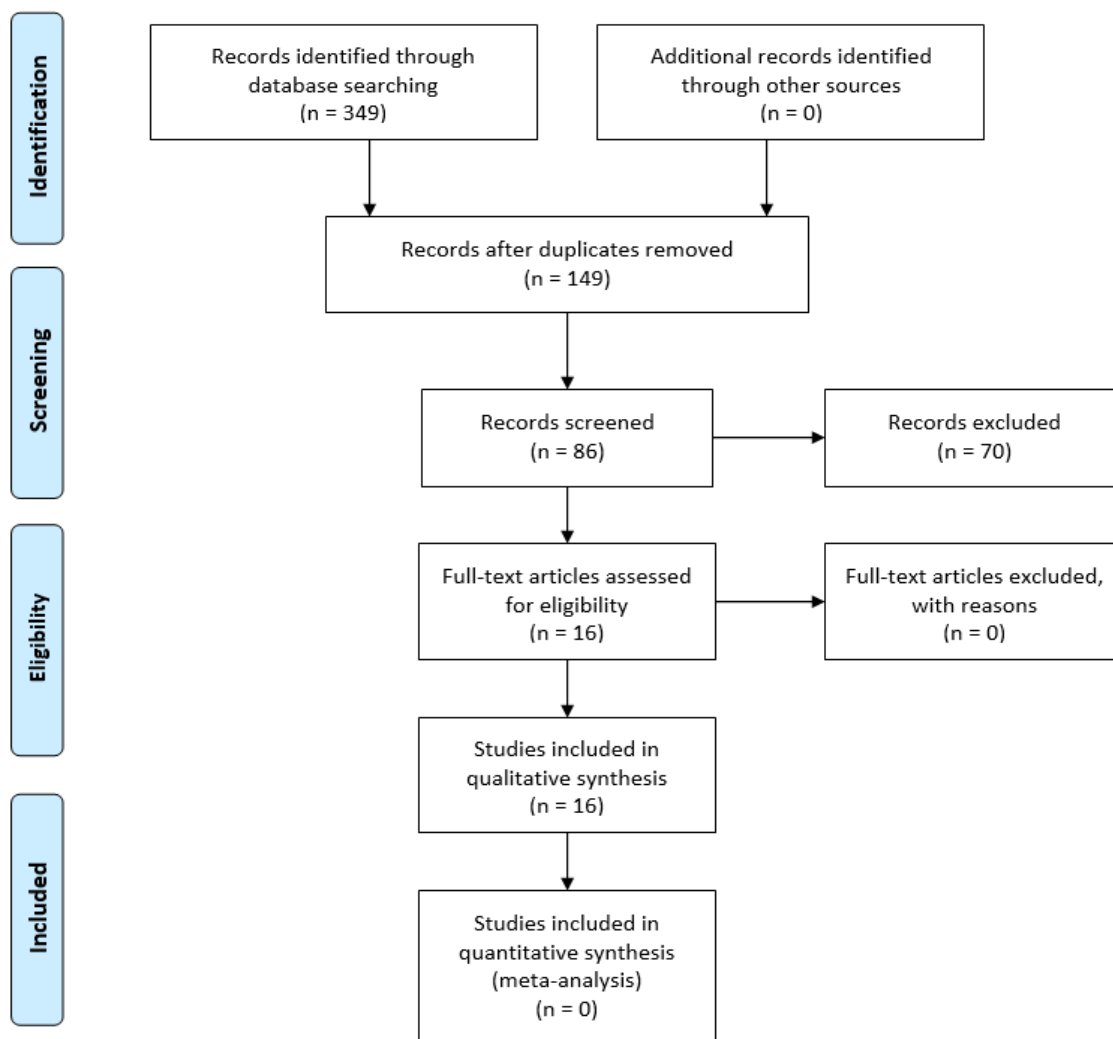 Identification
Records identified through
database searching
(n = 349)
Additional records identified
through other sources
(n = 0)
Records after duplicates removed
(n = 149)
Screening
Records screened
(n = 86)
Records excluded
(n = 70)
Eligibility
Full-text articles assessed
for eligibility
(n = 16)
Full-text articles excluded,
with reasons
(n = 0)
Studies included in
qualitative synthesis
(n = 16)
Included
Studies included in
quantitative synthesis
(meta-analysis)
(n = 0)